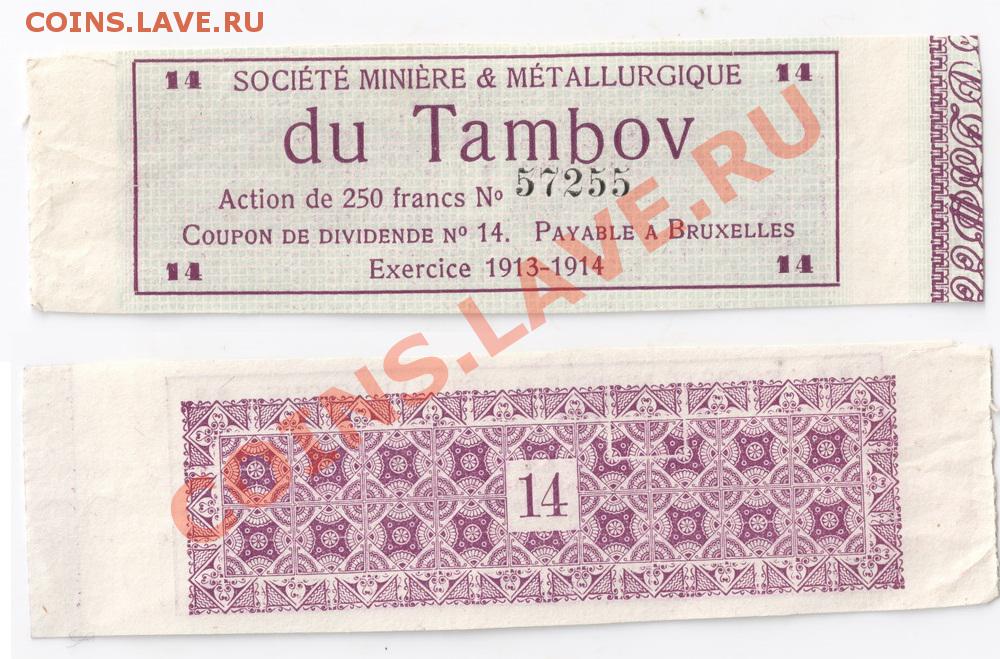 COINS.LAVE.RU
14 SOCIÉTÉ MINIÈRE & MÉTALLURGIQUE 14
du Tambov
Action de 250 francs No 57255
COUPON DE DIVIDENDE No 14. PAYABLE A BRUXELLES
14 Exercice 1913-1914 14
COINS.LAVE.RU
14